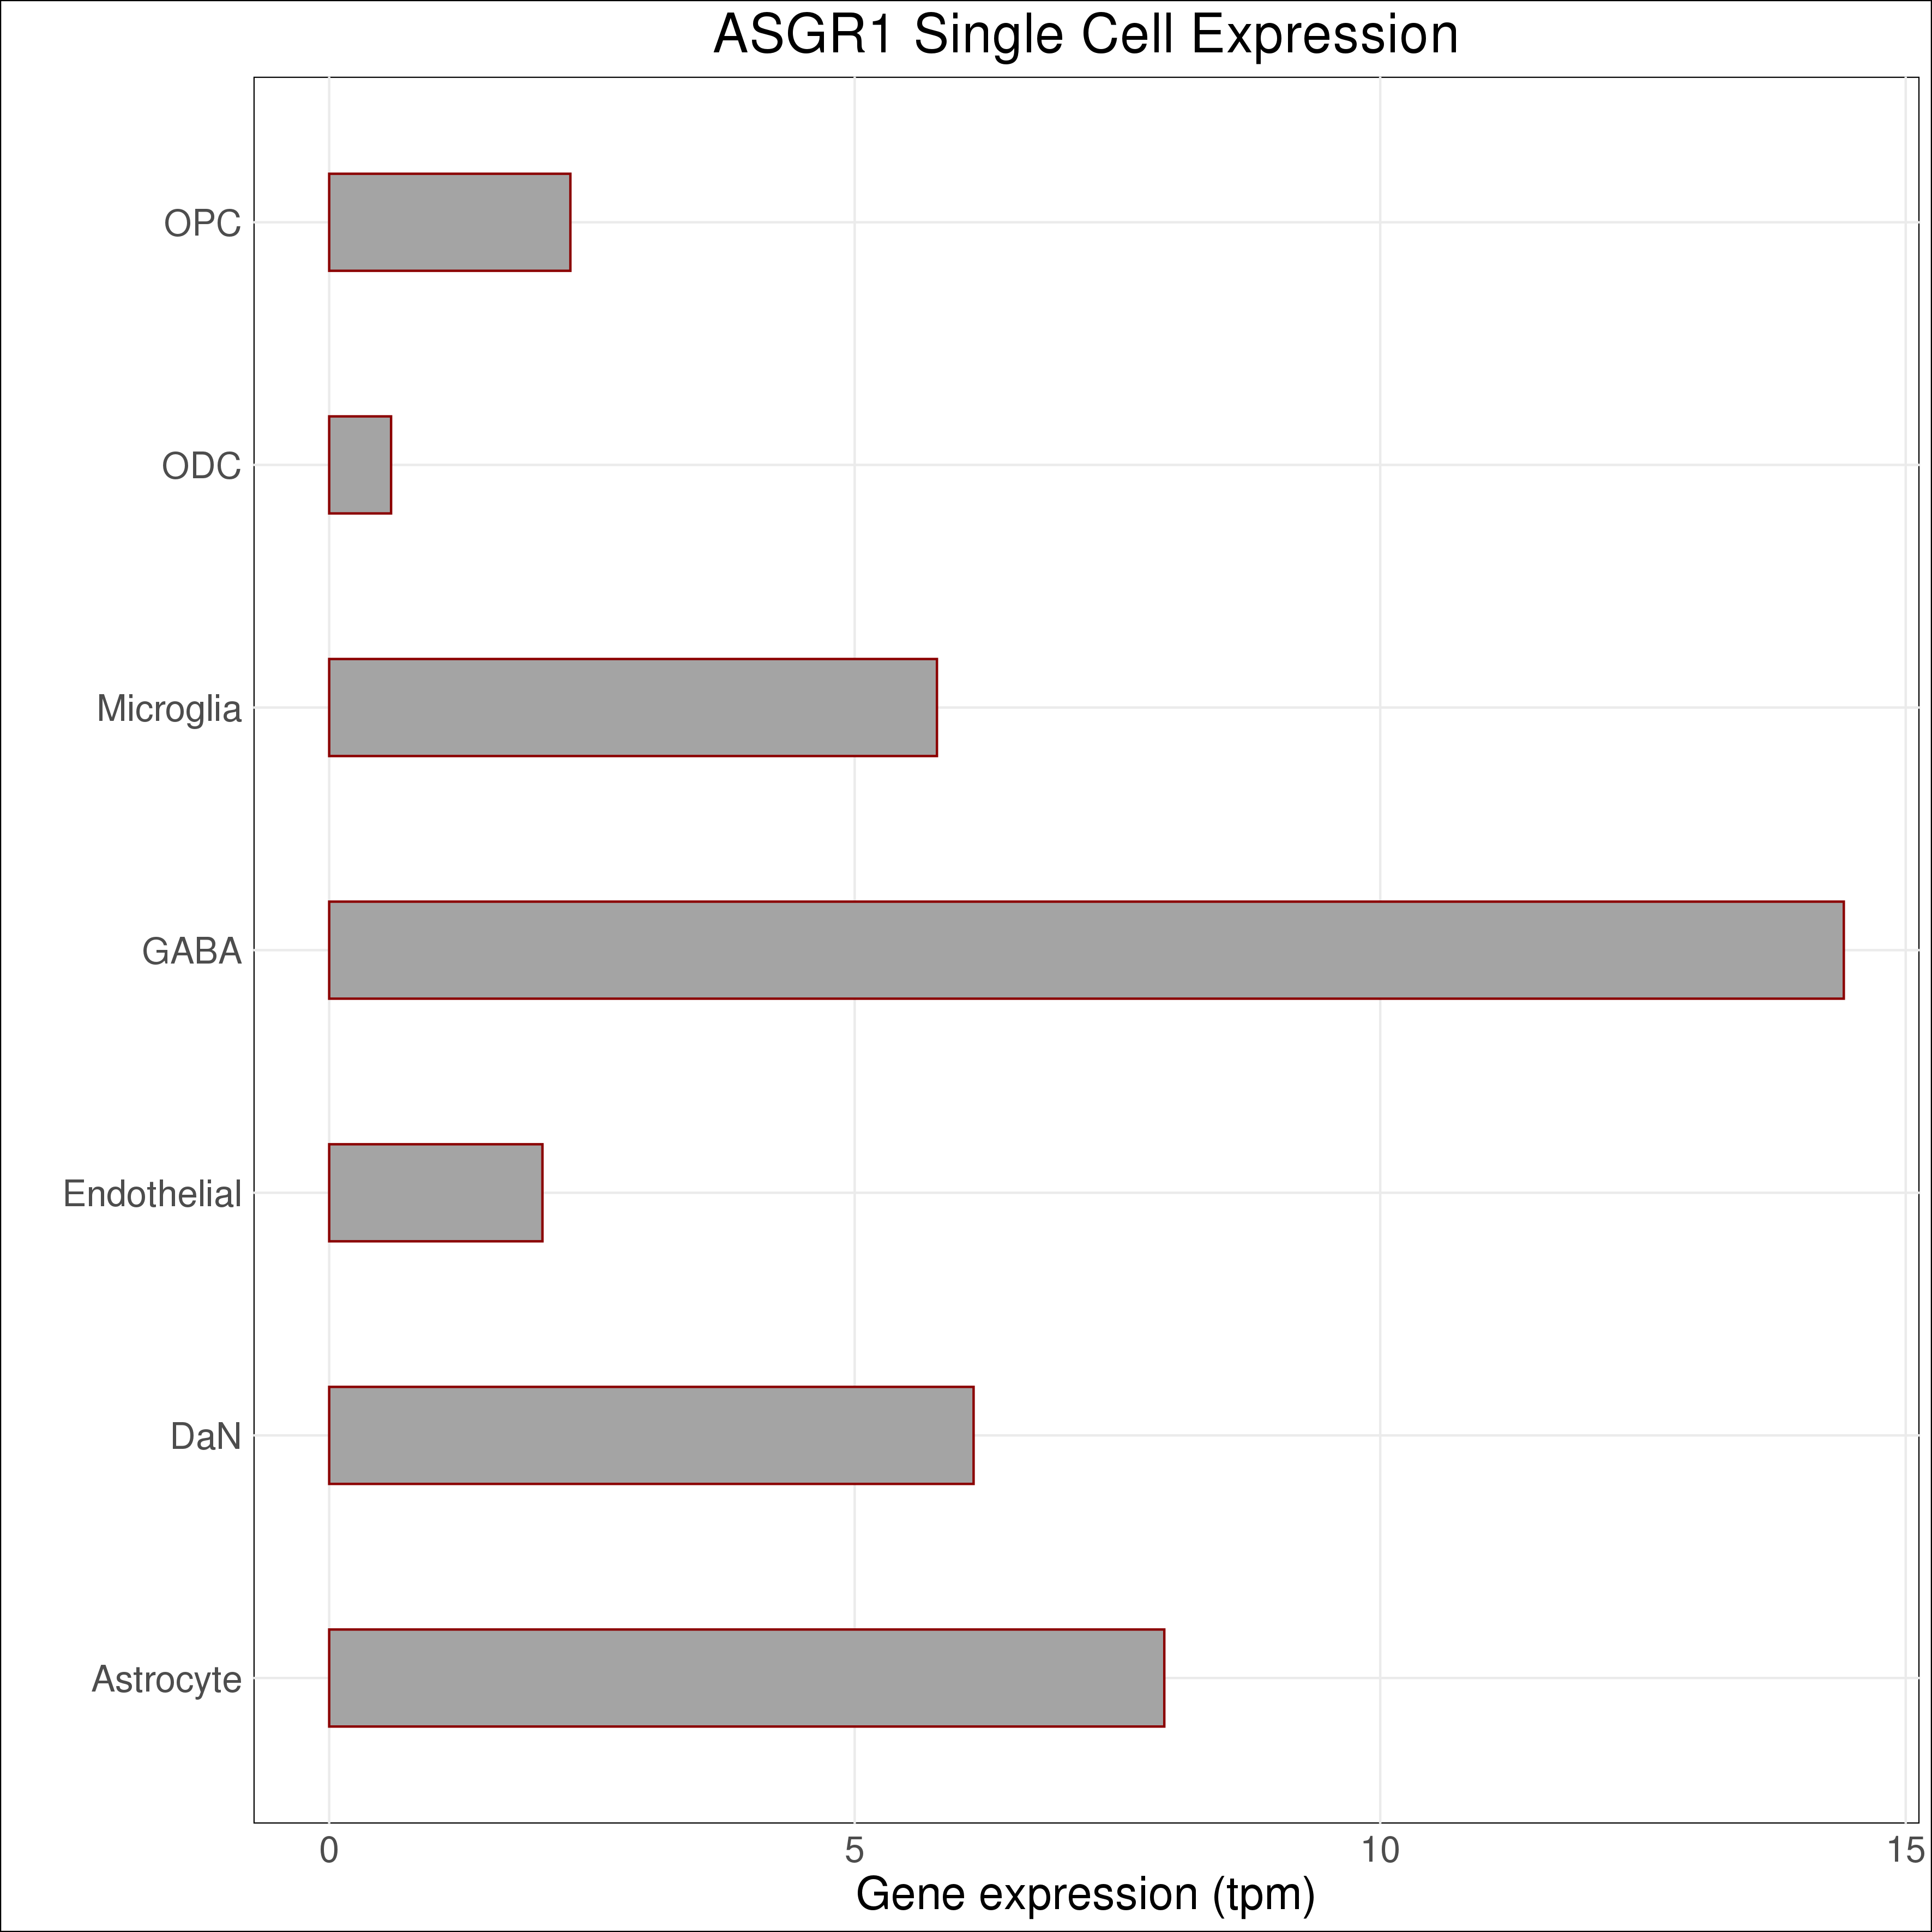 ASGR1 Single Cell Expression
OPC
ODC
Microglia
GABA
Endothelial
DaN
Astrocyte
0 5 10 15
Gene expression (tpm)